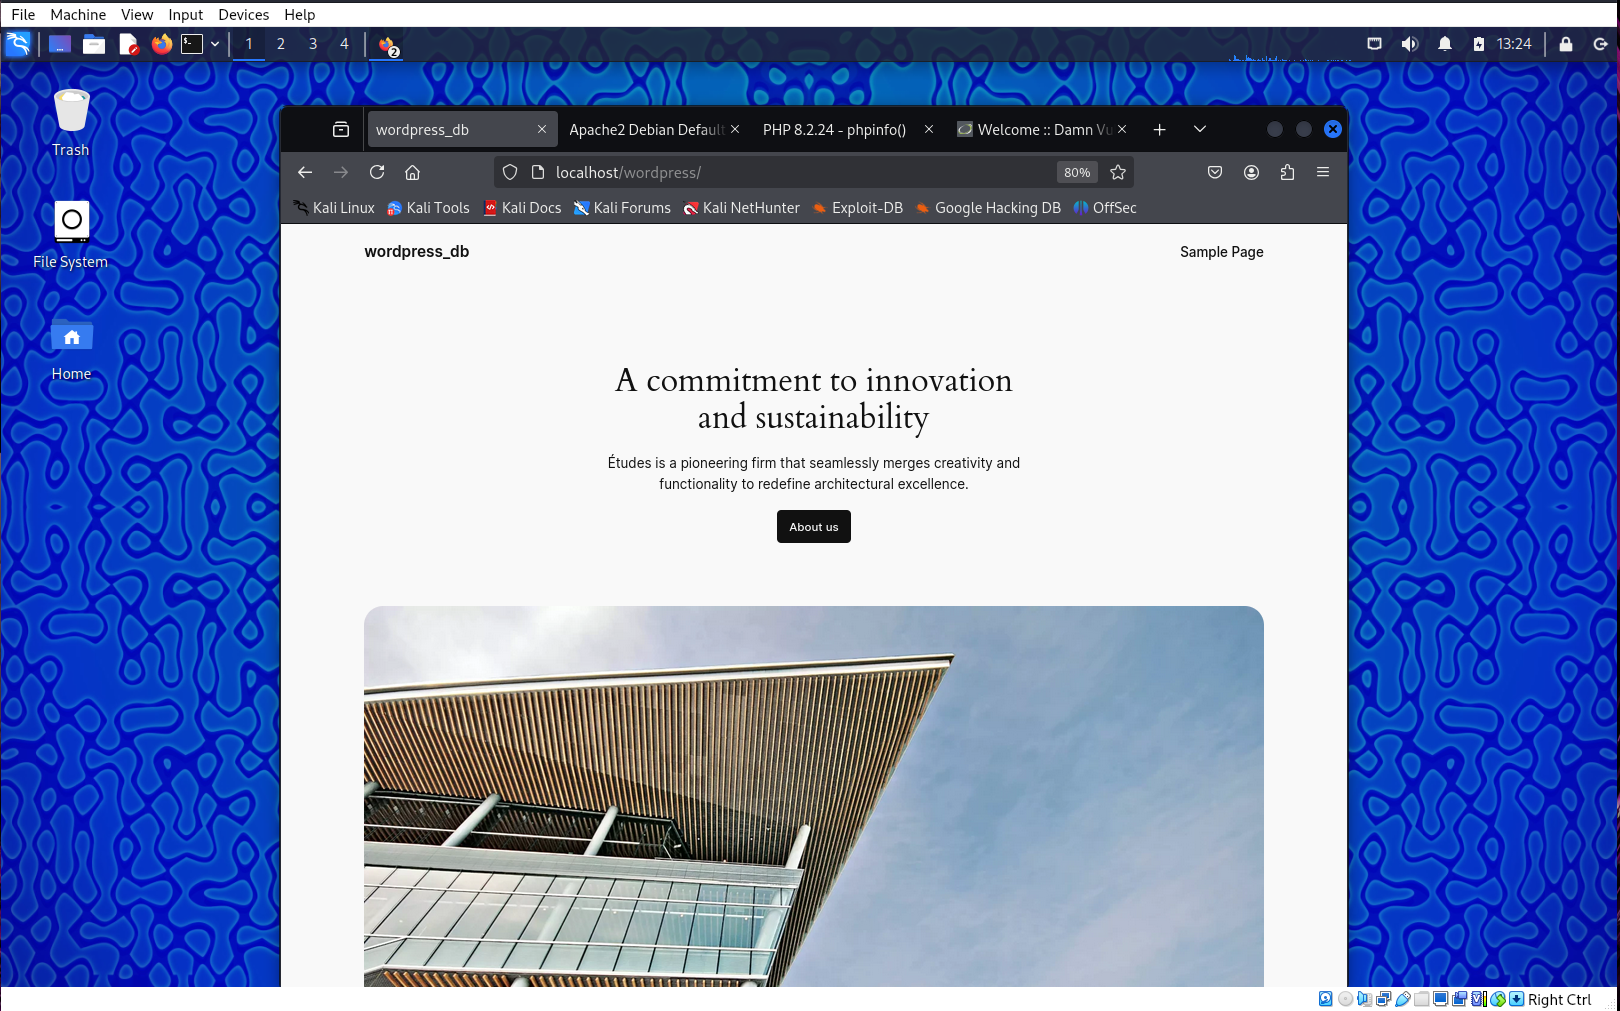 File Machine View Input Devices Help
1 2 3 4 2 13:24
Trash
File System
Home
wordpress_db Apache2 Debian Default PHP 8.2.24 - phpinfo() Welcome :: Damn Vu
localhost/wordpress/ 80%
Kali Linux Kali Tools Kali Docs Kali Forums Kali NetHunter Exploit-DB Google Hacking DB OffSec
wordpress_db Sample Page
A commitment to innovation
and sustainability
Études is a pioneering firm that seamlessly merges creativity and
functionality to redefine architectural excellence.
About us
Right Ctrl